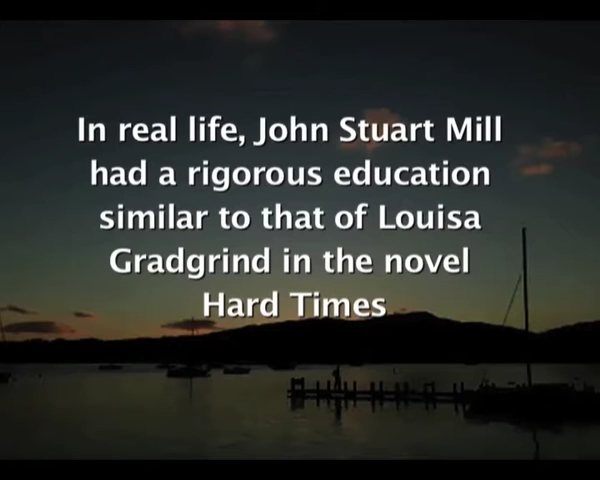 In real life, John Stuart Mill
had a rigorous education
similar to that of Louisa
Gradgrind in the novel
Hard Times